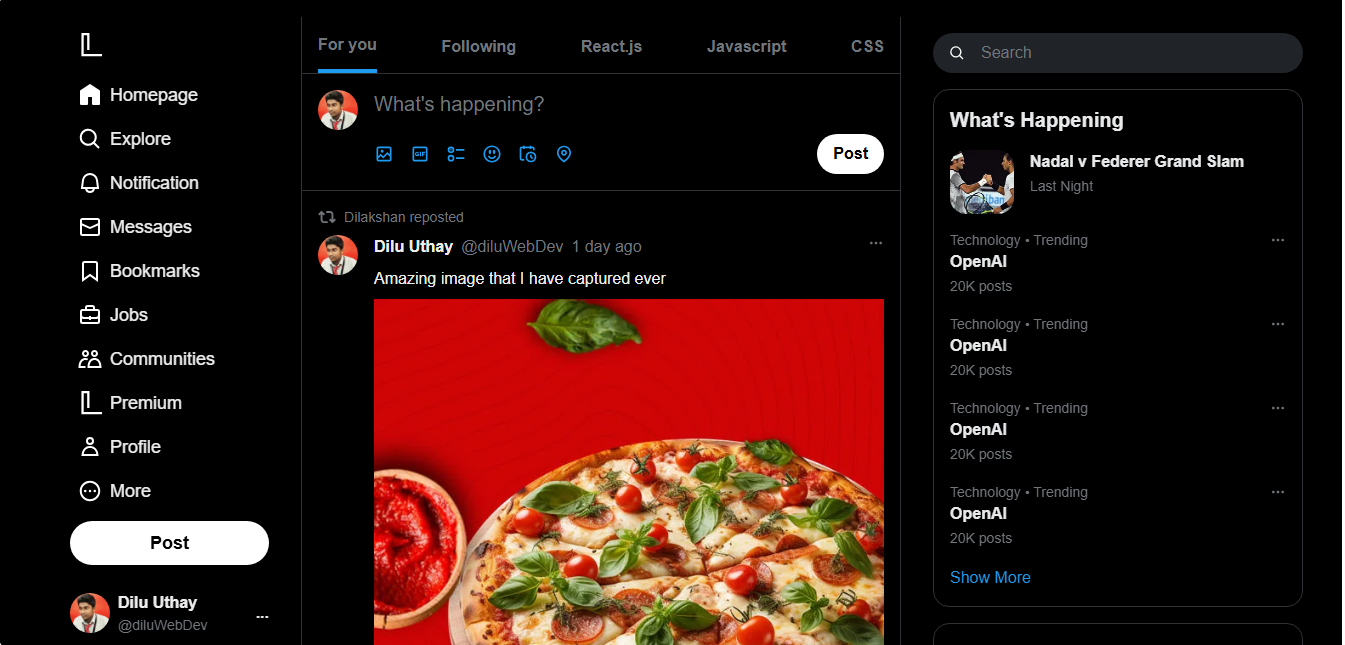 Homepage
Explore
Notification
Messages
Bookmarks
Jobs
Communities
Premium
Profile
More
Post
Dilu Uthay
@diluWebDev
For you Following React.js Javascript CSS
What's happening?
GIF
Post
Dilakshan reposted
Dilu Uthay @diluWebDev 1 day ago
Amazing image that I have captured ever
Search
What's Happening
Nadal v Federer Grand Slam
Last Night
Technology • Trending
OpenAI
20K posts
Technology • Trending
OpenAI
20K posts
Technology • Trending
OpenAI
20K posts
Technology • Trending
OpenAI
20K posts
Show More